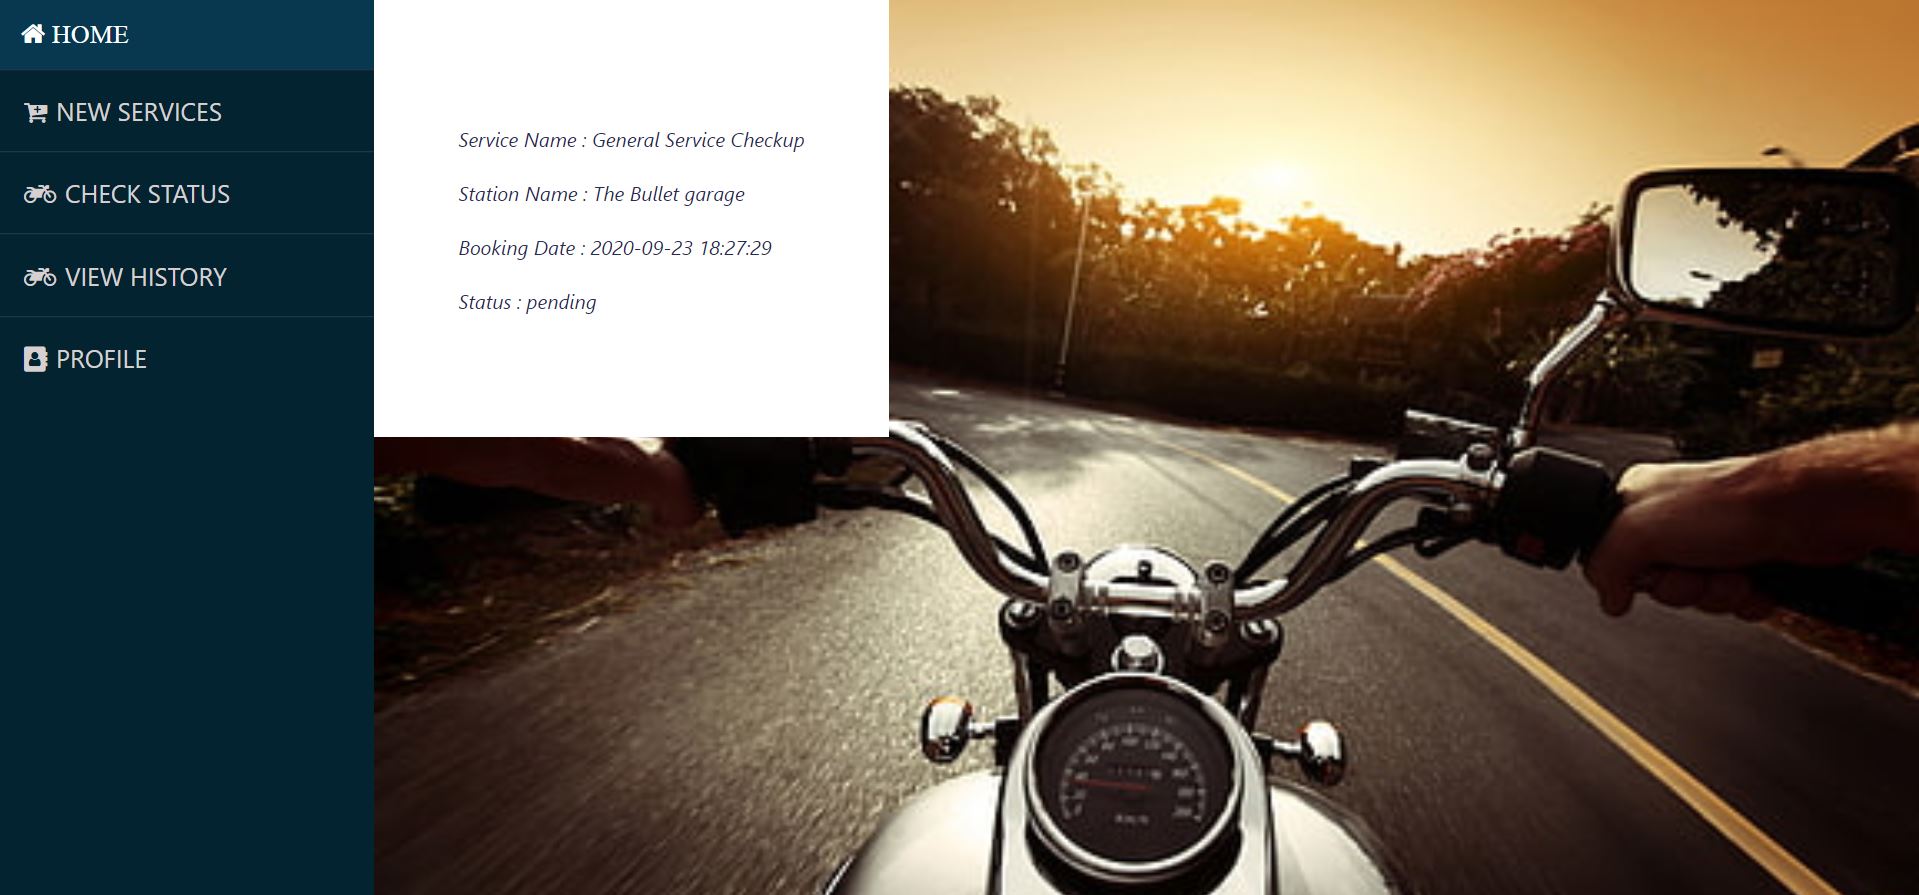 HOME
NEW SERVICES
CHECK STATUS
VIEW HISTORY
PROFILE
Service Name : General Service Checkup
Station Name : The Bullet garage
Booking Date : 2020-09-23 18:27:29
Status : pending